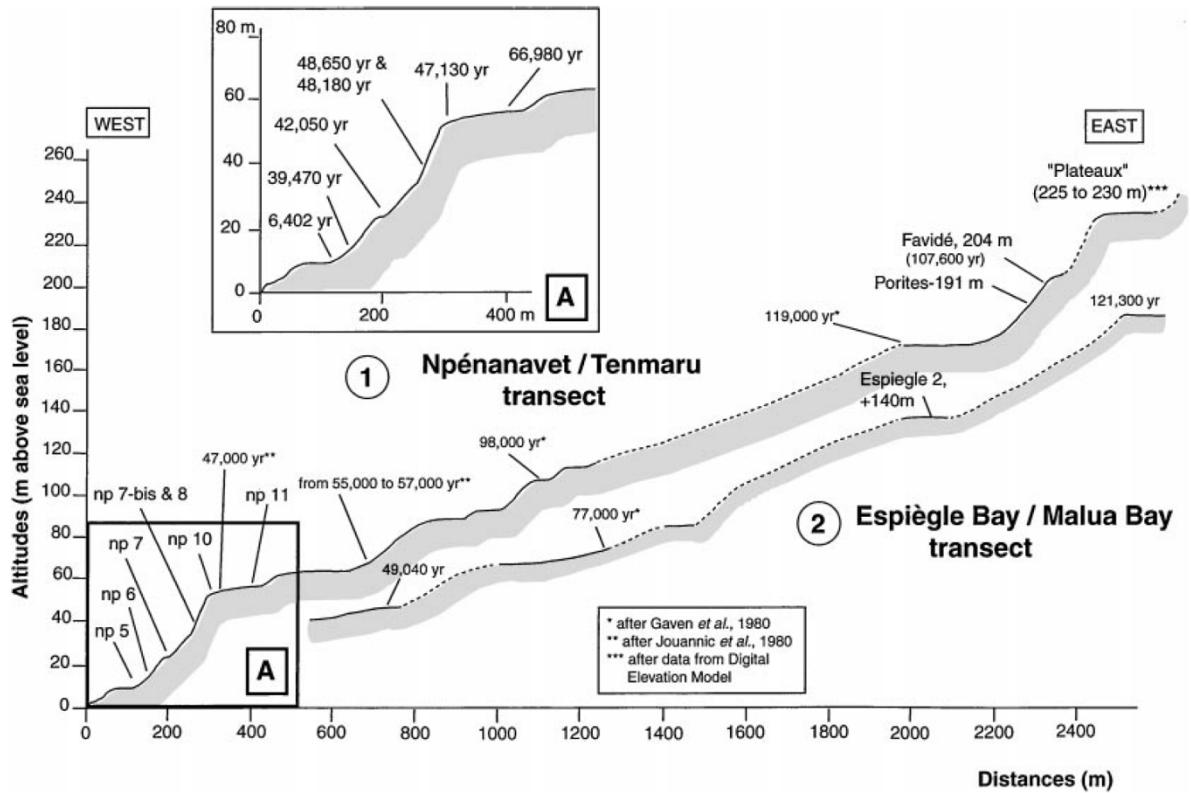 80 m
60
40
20
0
0
200
400 m
48,650 yr &
48,180 yr
47,130 yr
66,980 yr
42,050 yr
39,470 yr
6,402 yr
A
WEST
EAST
260
240
220
200
180
160
140
120
100
80
60
40
20
0
Altitudes (m above sea level)
"Plateaux"
(225 to 230 m)***
Favidé, 204 m
(107,600 yr)
Porites-191 m
121,300 yr
119,000 yr*
1
Npénanavet / Tenmaru
transect
Espiegle 2,
+140m
98,000 yr*
47,000 yr**
from 55,000 to 57,000 yr**
np 7-bis & 8
np 11
np 10
np 7
np 6
np 5
A
77,000 yr*
49,040 yr
2
Espiègle Bay / Malua Bay
transect
* after Gaven et al., 1980
** after Jouannic et al., 1980
*** after data from Digital
Elevation Model
0
200
400
600
800
1000
1200
1400
1600
1800
2000
2200
2400
Distances (m)